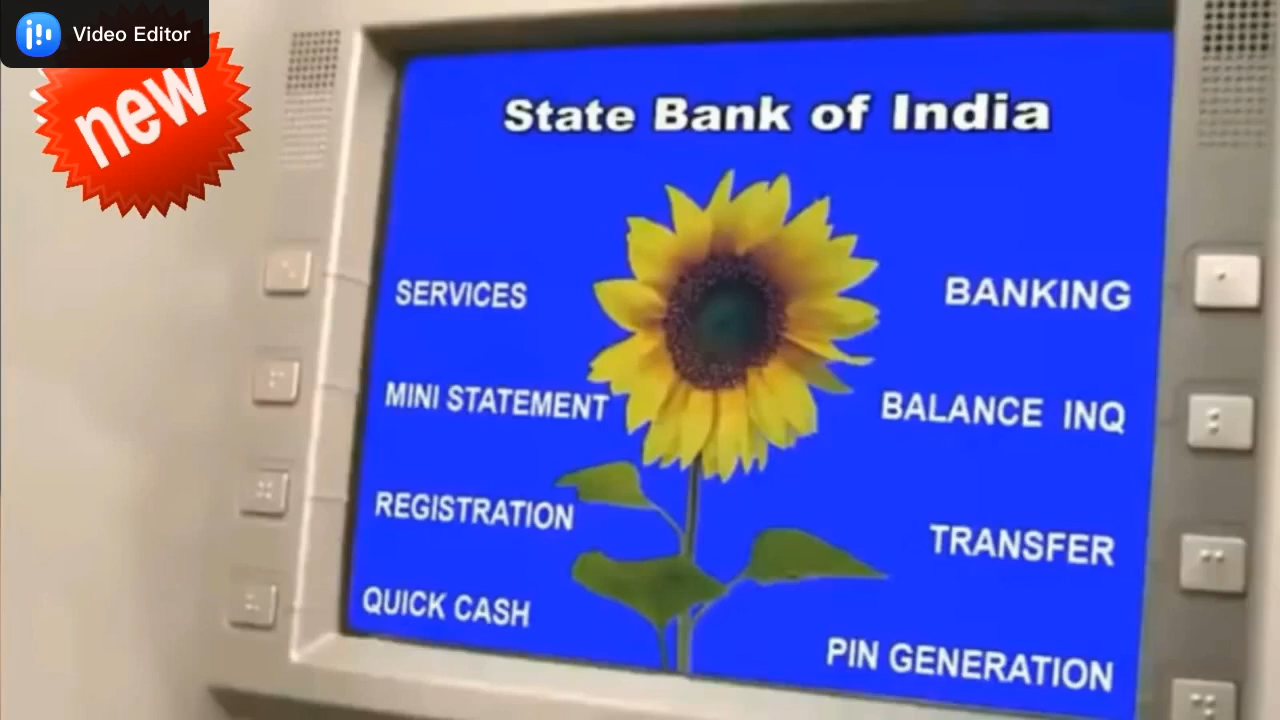 Video Editor
new
State Bank of India
SERVICES
BANKING
MINI STATEMENT
BALANCE INQ
REGISTRATION
TRANSFER
QUICK CASH
PIN GENERATION